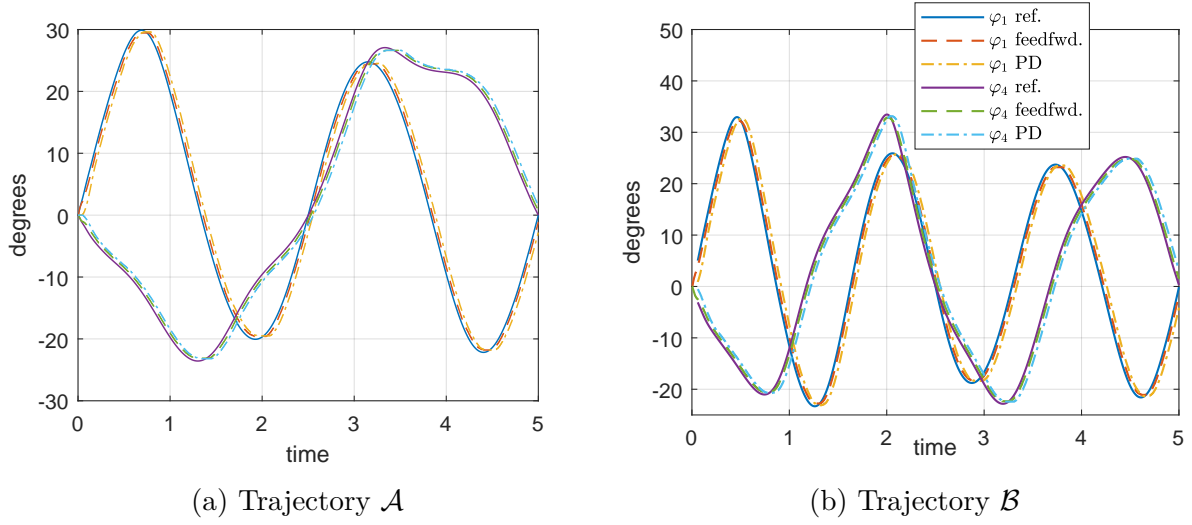 30
20
10
0
-10
-20
-30
degrees
0 1 2 3 4 5
time
(a) Trajectory 𝒜
50
40
30
20
10
0
-10
-20
degrees
0 1 2 3 4 5
time
φ₁ ref.
φ₁ feedfwd.
φ₁ PD
φ₄ ref.
φ₄ feedfwd.
φ₄ PD
(b) Trajectory ℬ